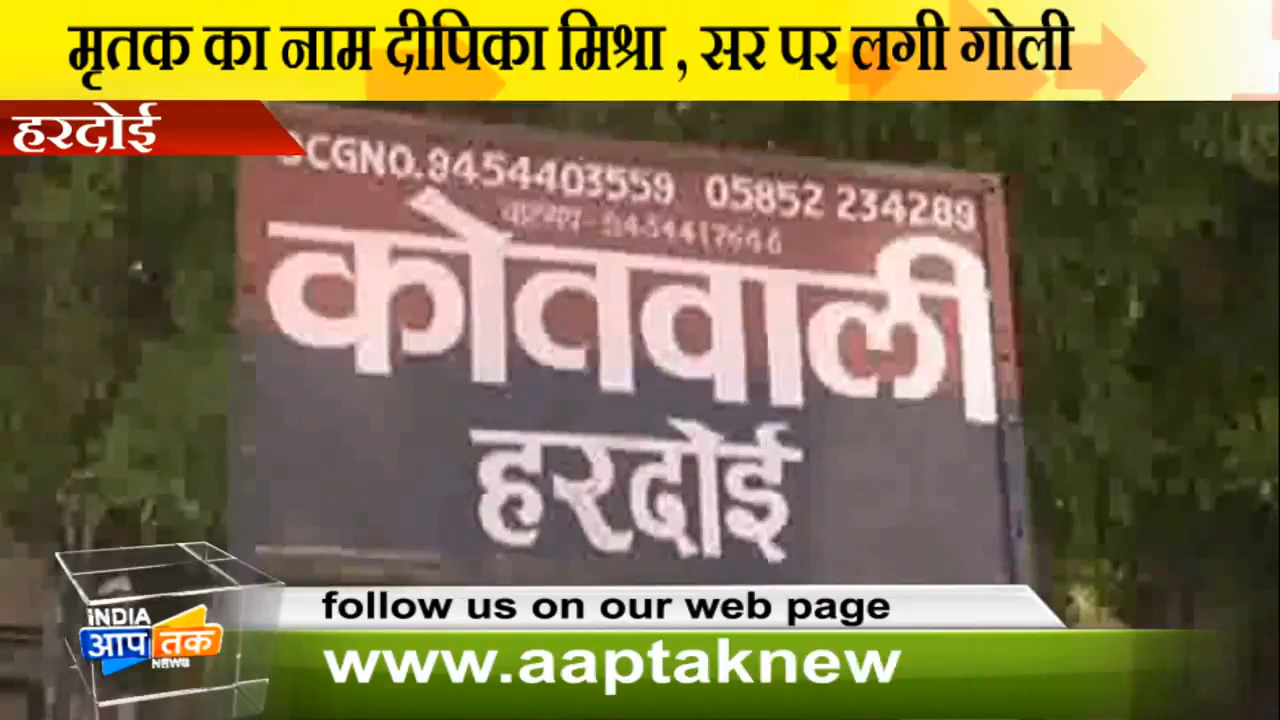 मृतक का नाम दीपिका मिश्रा , सर पर लगी गोली
हरदोई
CGNO.9454403559 05852 234289
कोतवाली
हरदोई
follow us on our web page
www.aaptaknew
INDIA
आप तक
NEWS